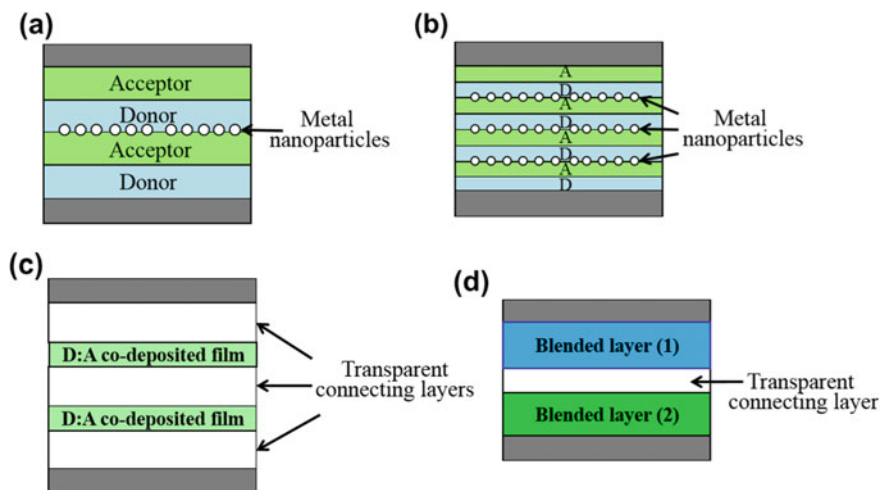 (a)
Acceptor
Donor
Acceptor
Donor
Metal
nanoparticles
(b)
A
D
A
D
A
D
A
D
Metal
nanoparticles
(c)
D:A co-deposited film
D:A co-deposited film
Transparent
connecting layers
(d)
Blended layer (1)
Blended layer (2)
Transparent
connecting layer